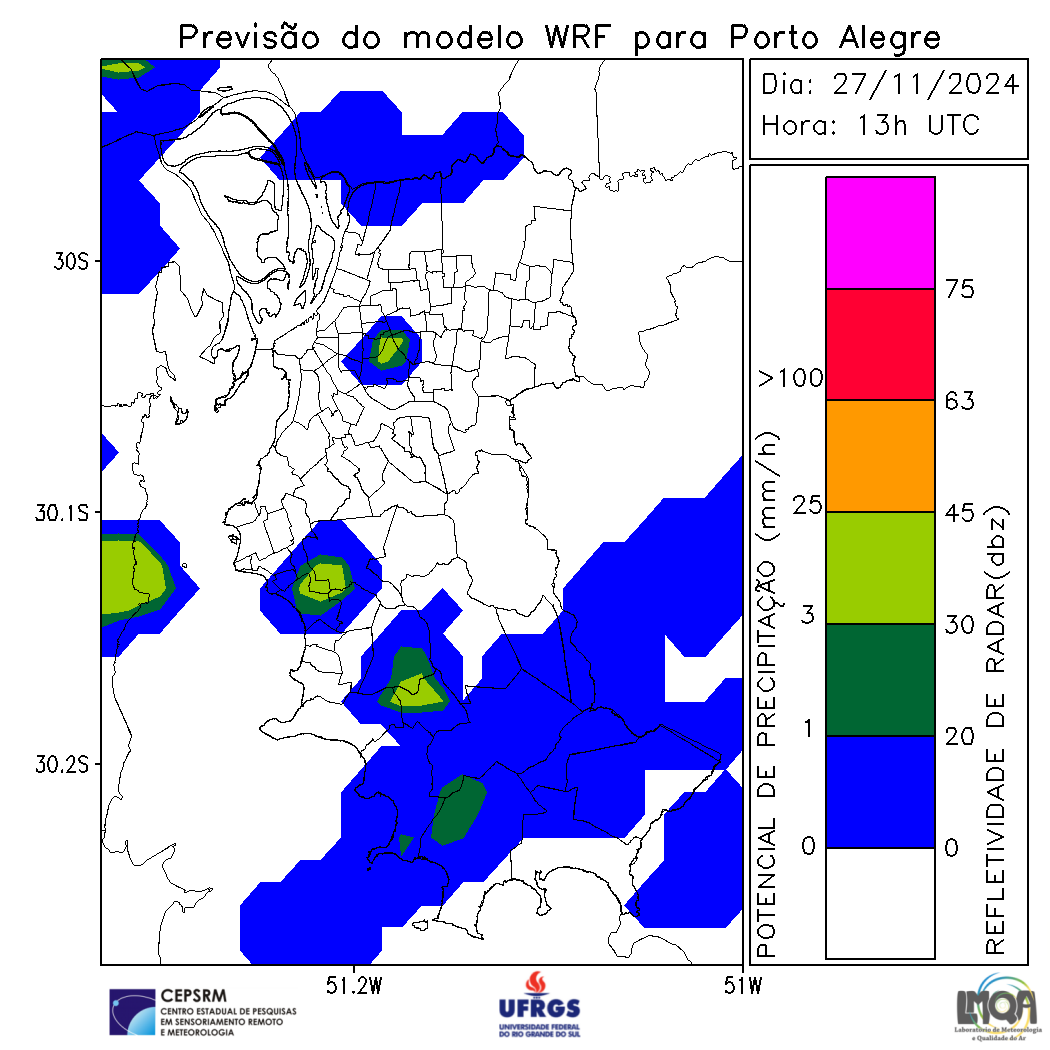 Previsão do modelo WRF para Porto Alegre
Dia: 27/11/2024
Hora: 13h UTC
30S
30.1S
30.2S
51.2W
51W
POTENCIAL DE PRECIPITAÇÃO (mm/h)
>100
25
3
1
0
75
63
45
30
20
0
REFLETIVIDADE DE RADAR(dbz)
CEPSRM
CENTRO ESTADUAL DE PESQUISAS
EM SENSORIAMENTO REMOTO
E METEOROLOGIA
UFRGS
UNIVERSIDADE FEDERAL
DO RIO GRANDE DO SUL
LMQA
Laboratório de Meteorologia
e Qualidade do Ar